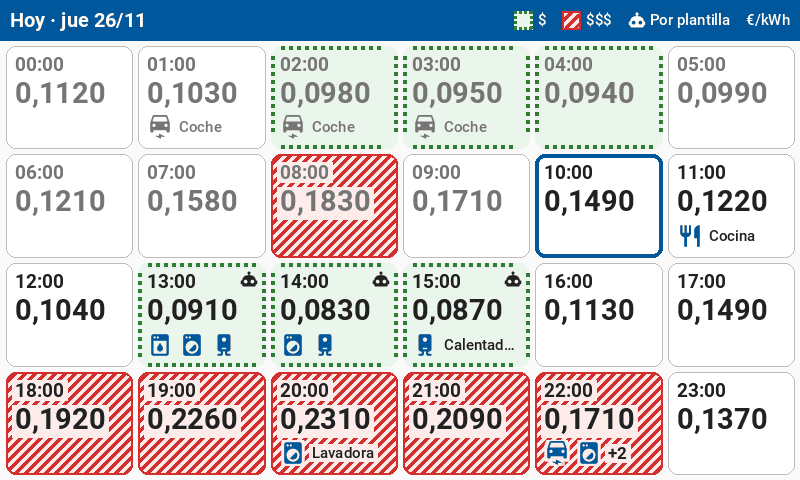 Hoy · jue 26/11 $ $$$ Por plantilla €/kWh
00:00 01:00 02:00 03:00 04:00 05:00
0,1120 0,1030 0,0980 0,0950 0,0940 0,0990
Coche Coche Coche
06:00 07:00 08:00 09:00 10:00 11:00
0,1210 0,1580 0,1830 0,1710 0,1490 0,1220
Cocina
12:00 13:00 14:00 15:00 16:00 17:00
0,1040 0,0910 0,0830 0,0870 0,1130 0,1490
Calentad...
18:00 19:00 20:00 21:00 22:00 23:00
0,1920 0,2260 0,2310 0,2090 0,1710 0,1370
Lavadora +2